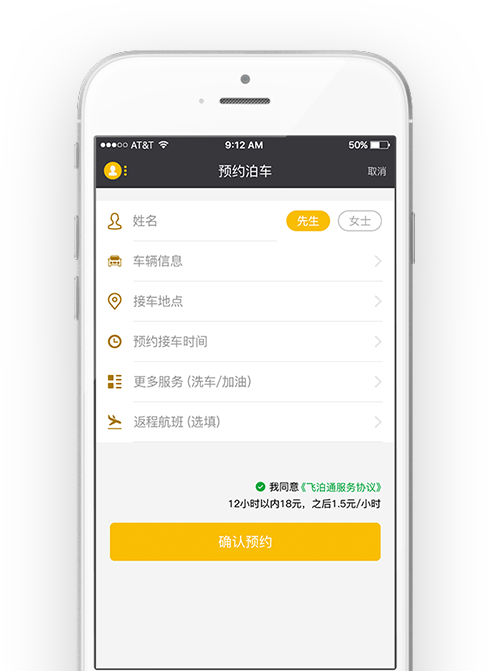 AT&T 9:12 AM 50%
预约泊车 取消
姓名 先生 女士
车辆信息
接车地点
预约接车时间
更多服务 (洗车/加油)
返程航班 (选填)
我同意《飞泊通服务协议》
12小时以内18元，之后1.5元/小时
确认预约